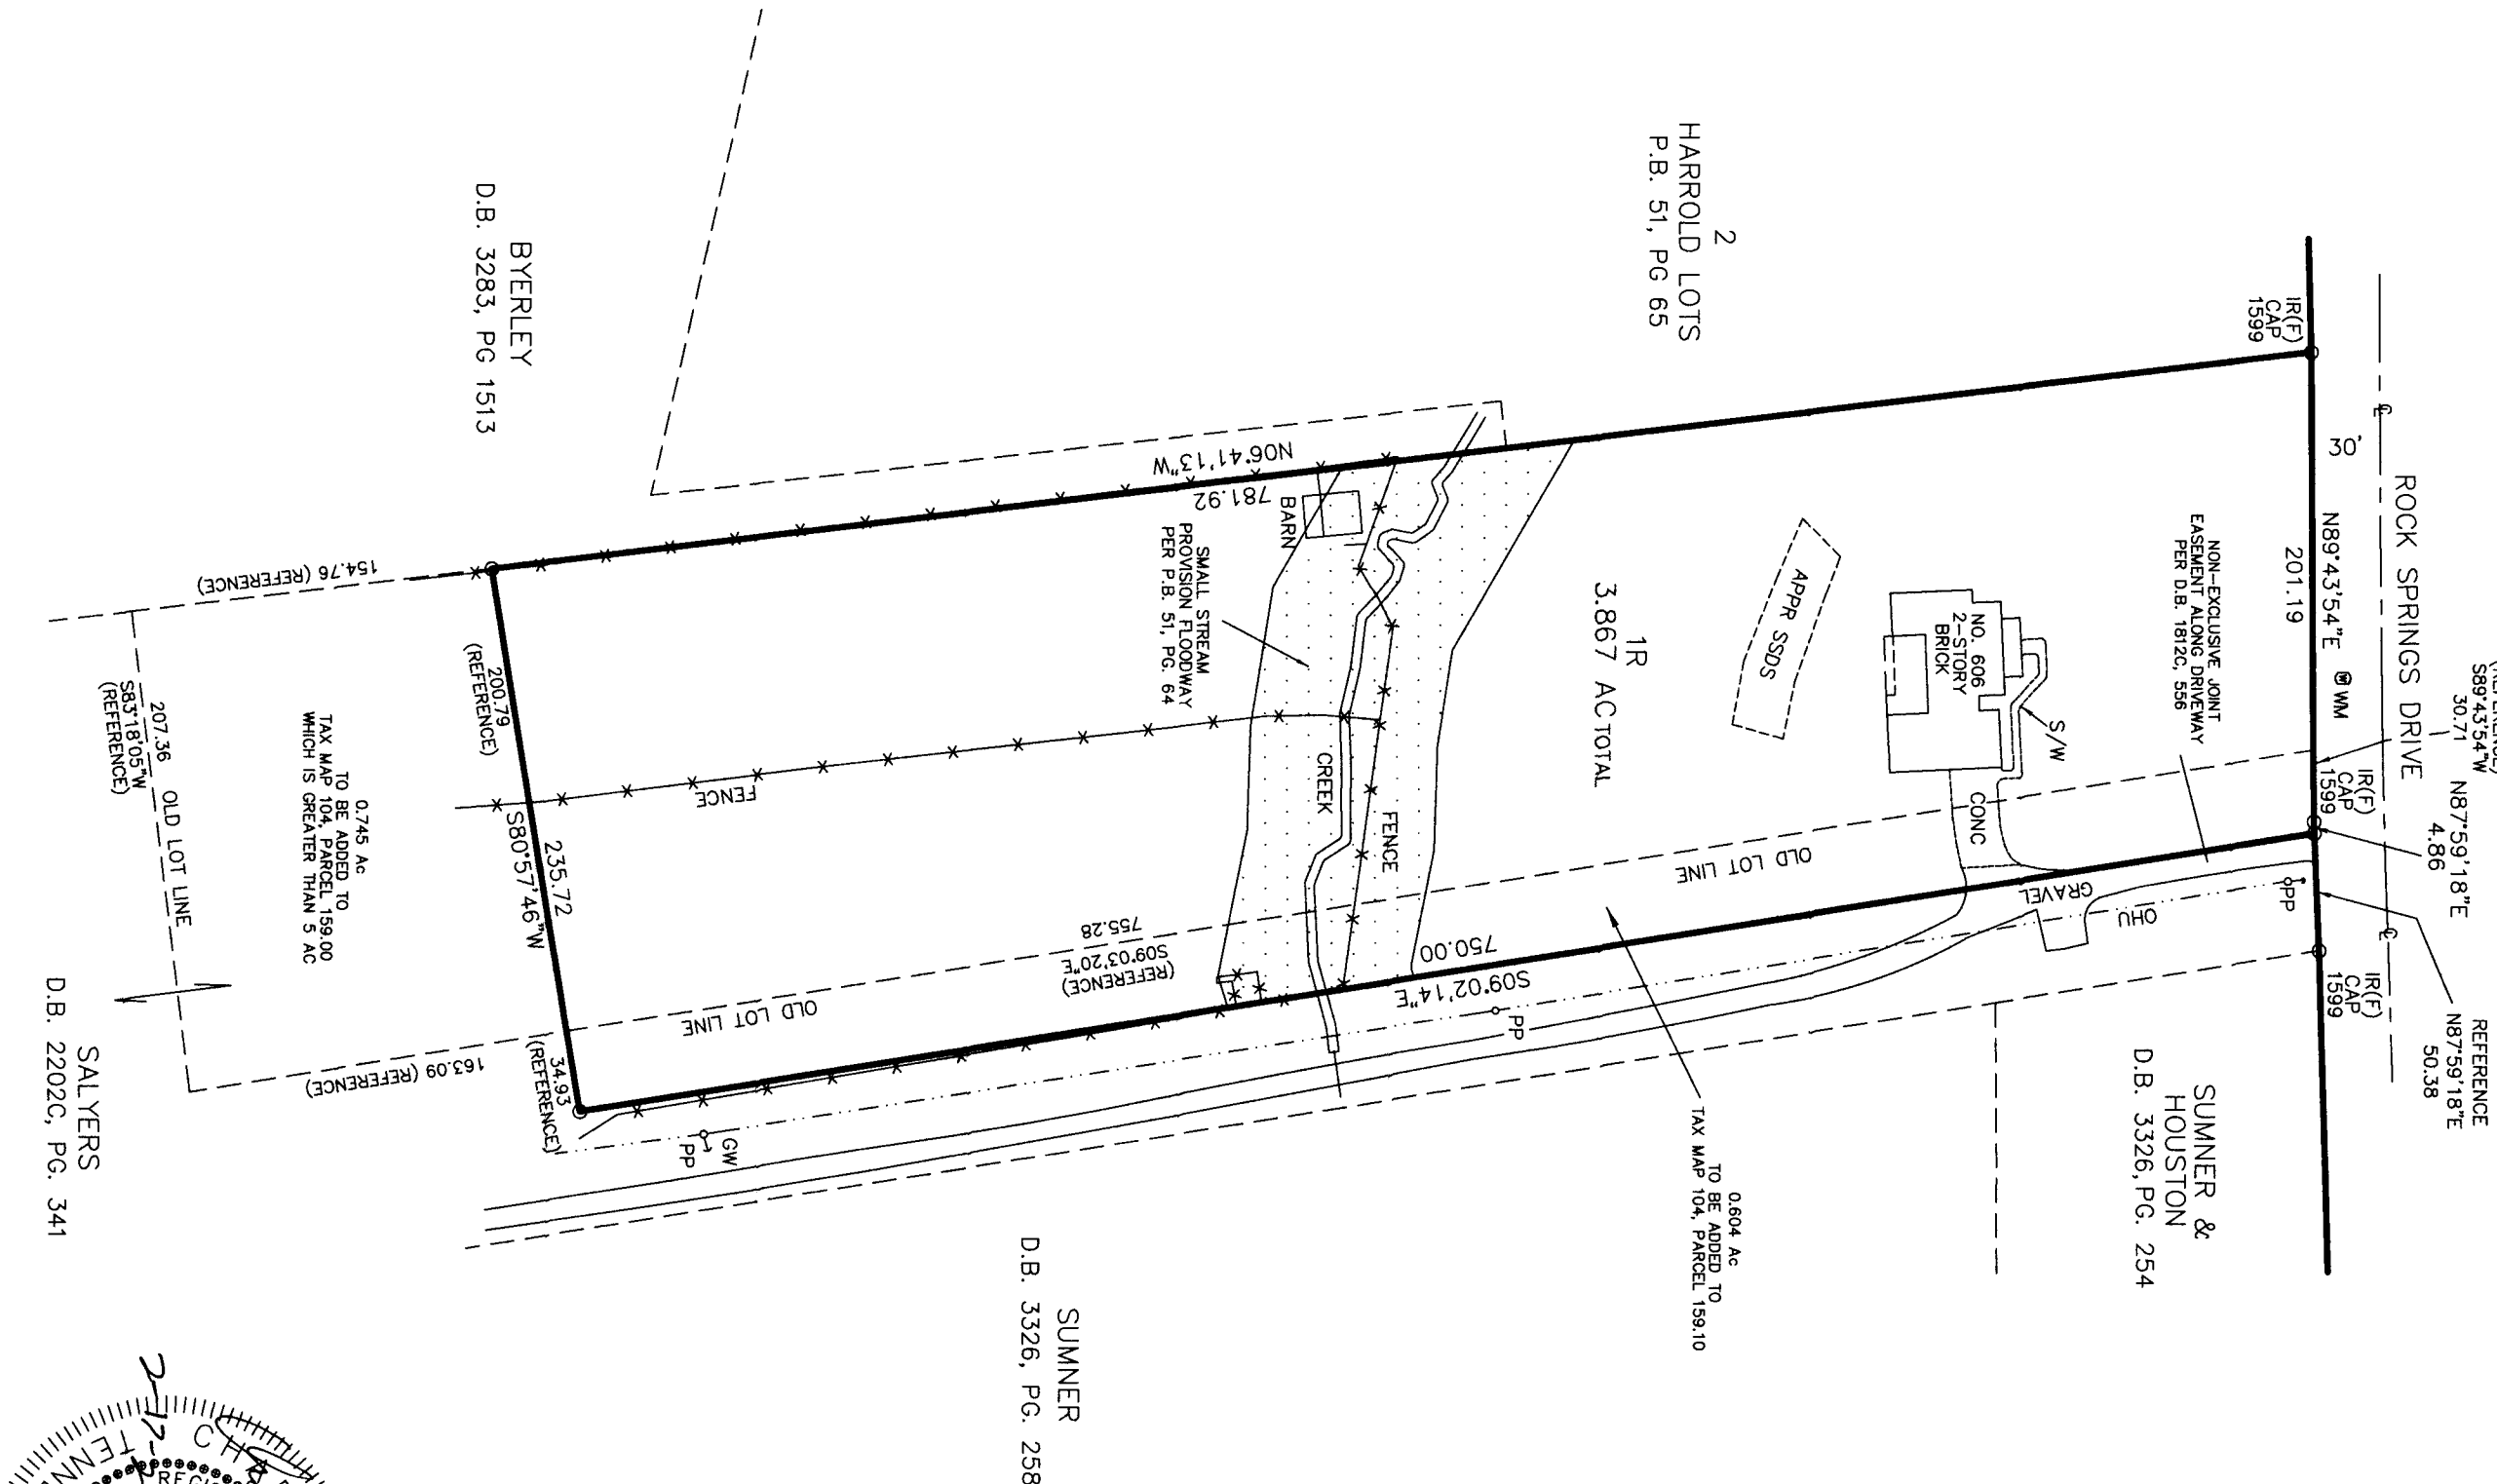 2
HARROLD LOTS
P.B. 51, PG 65
BYERLEY
D.B. 3283, PG 1513
IR(F)
CAP
1599
30'
ROCK SPRINGS DRIVE
N89°43'54"E
201.19
WM
S89°43'54"W
30.71
N87°59'18"E
4.86
IR(F)
CAP
1599
REFERENCE
N87°59'18"E
50.38
IR(F)
CAP
1599
NON-EXCLUSIVE JOINT
EASEMENT ALONG DRIVEWAY
PER D.B. 1812C, 556
S/W
NO. 606
2-STORY
BRICK
CONC
APPR SSDS
1R
3.867 AC TOTAL
GRAVEL
OHU
PP
OLD LOT LINE
SUMNER &
HOUSTON
D.B. 3326, PG. 254
0.604 Ac
TO BE ADDED TO
TAX MAP 104, PARCEL 159.10
N06°41'13"W
781.92
BARN
SMALL STREAM
PROVISION FLOODWAY
PER P.B. 51, PG. 64
CREEK
FENCE
FENCE
750.00
S09°02'14"E
PP
755.28
S09°03'20"E
(REFERENCE)
OLD LOT LINE
200.79
(REFERENCE)
235.72
S80°57'46"W
34.93
(REFERENCE)
GW
PP
154.76 (REFERENCE)
163.09 (REFERENCE)
0.745 Ac
TO BE ADDED TO
TAX MAP 104, PARCEL 159.00
WHICH IS GREATER THAN 5 AC
207.36 OLD LOT LINE
S83°18'05"W
(REFERENCE)
SUMNER
D.B. 3326, PG. 258
SALYERS
D.B. 2202C, PG. 341